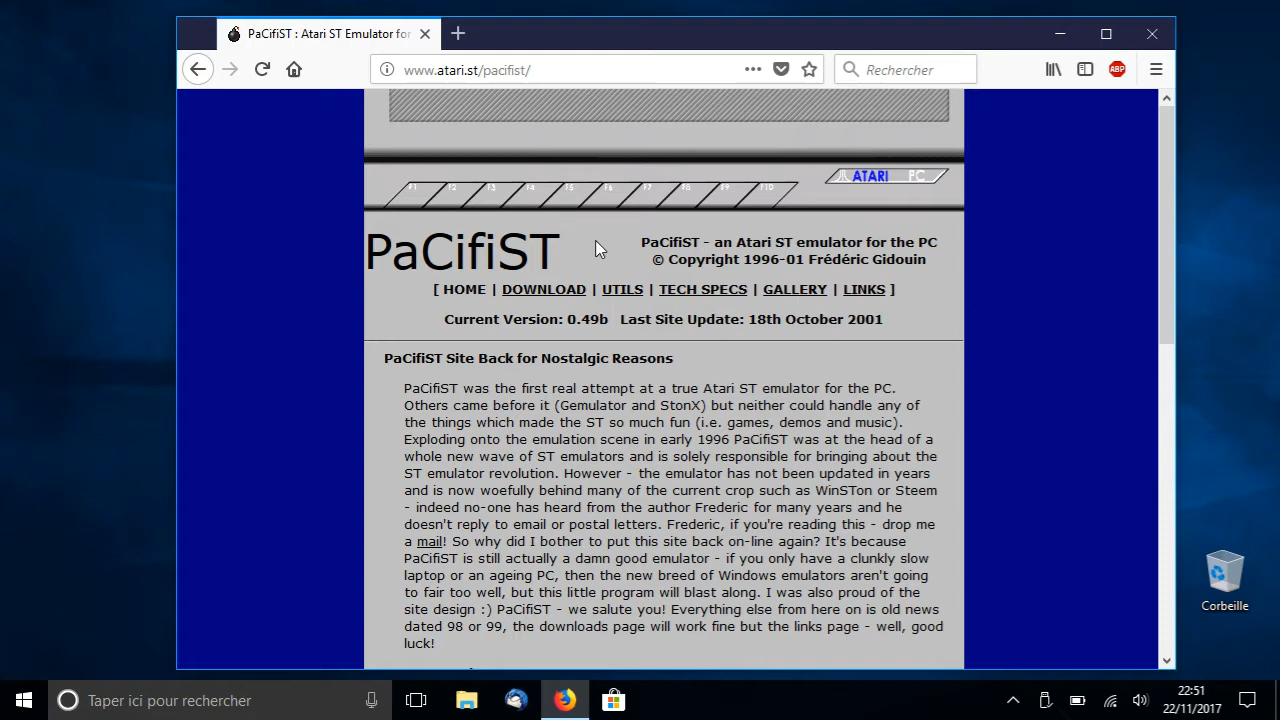 PaCifiST : Atari ST Emulator for
www.atari.st/pacifist/
Rechercher
ABP
F1 F2 F3 F4 F5 F6 F7 F8 F9 F10
ATARI PC
PaCifiST
PaCifiST - an Atari ST emulator for the PC
© Copyright 1996-01 Frédéric Gidouin
[ HOME | DOWNLOAD | UTILS | TECH SPECS | GALLERY | LINKS ]
Current Version: 0.49b Last Site Update: 18th October 2001
PaCifiST Site Back for Nostalgic Reasons
PaCifiST was the first real attempt at a true Atari ST emulator for the PC.
Others came before it (Gemulator and StonX) but neither could handle any of
the things which made the ST so much fun (i.e. games, demos and music).
Exploding onto the emulation scene in early 1996 PaCifiST was at the head of a
whole new wave of ST emulators and is solely responsible for bringing about the
ST emulator revolution. However - the emulator has not been updated in years
and is now woefully behind many of the current crop such as WinSTon or Steem
- indeed no-one has heard from the author Frederic for many years and he
doesn't reply to email or postal letters. Frederic, if you're reading this - drop me
a mail! So why did I bother to put this site back on-line again? It's because
PaCifiST is still actually a damn good emulator - if you only have a clunkly slow
laptop or an ageing PC, then the new breed of Windows emulators aren't going
to fair too well, but this little program will blast along. I was also proud of the
site design :) PaCifiST - we salute you! Everything else from here on is old news
dated 98 or 99, the downloads page will work fine but the links page - well, good
luck!
Corbeille
Taper ici pour rechercher
22:51
22/11/2017